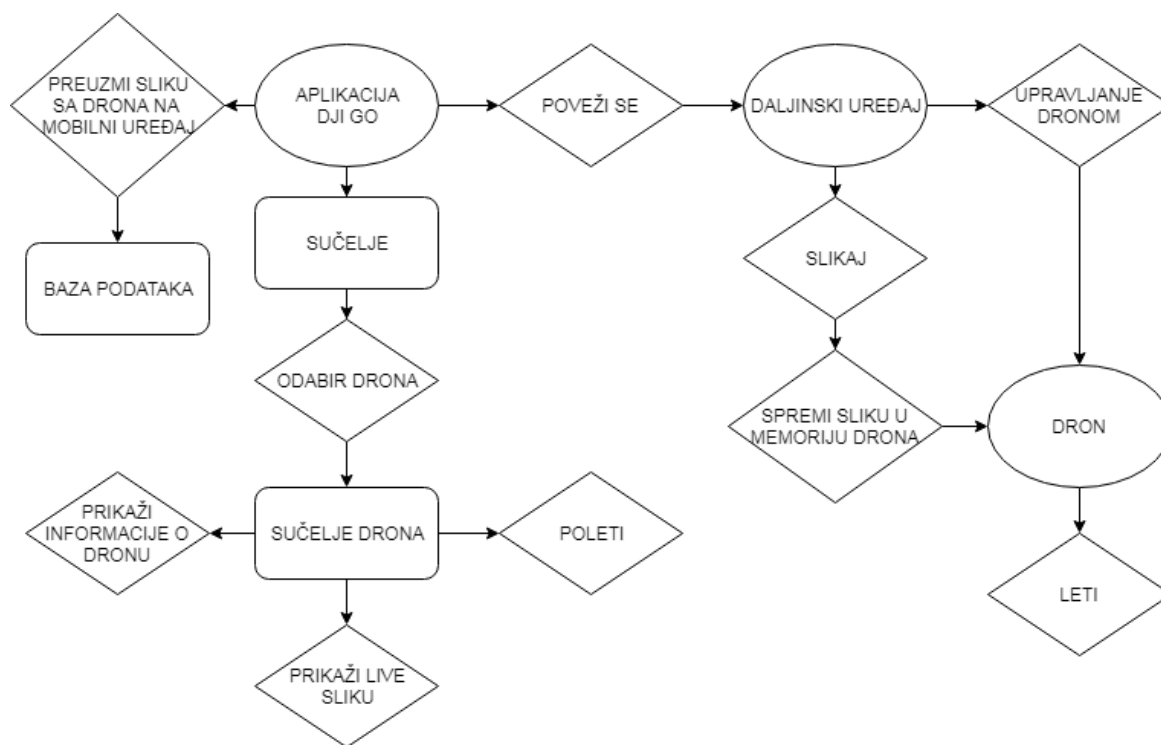 PREUZMI SLIKU
SA DRONA NA
MOBILNI UREĐAJ
APLIKACIJA
DJI GO
POVEŽI SE
DALJINSKI UREĐAJ
UPRAVLJANJE
DRONOM
BAZA PODATAKA
SUČELJE
SLIKAJ
ODABIR DRONA
SPREMI SLIKU U
MEMORIJU DRONA
DRON
PRIKAŽI
INFORMACIJE O
DRONU
SUČELJE DRONA
POLETI
LETI
PRIKAŽI LIVE
SLIKU